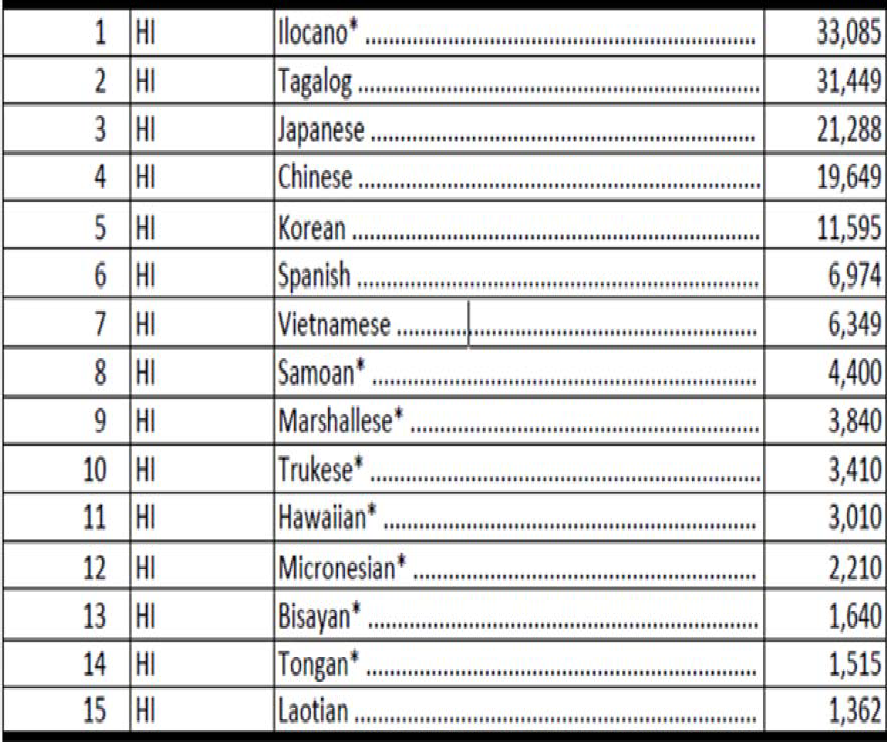 1 HI Ilocano* ........................................................................ 33,085
2 HI Tagalog ........................................................................ 31,449
3 HI Japanese ........................................................................ 21,288
4 HI Chinese ........................................................................ 19,649
5 HI Korean ........................................................................ 11,595
6 HI Spanish ........................................................................ 6,974
7 HI Vietnamese ........................................................................ 6,349
8 HI Samoan* ........................................................................ 4,400
9 HI Marshallese* ........................................................................ 3,840
10 HI Trukese* ........................................................................ 3,410
11 HI Hawaiian* ........................................................................ 3,010
12 HI Micronesian* ........................................................................ 2,210
13 HI Bisayan* ........................................................................ 1,640
14 HI Tongan* ........................................................................ 1,515
15 HI Laotian ........................................................................ 1,362